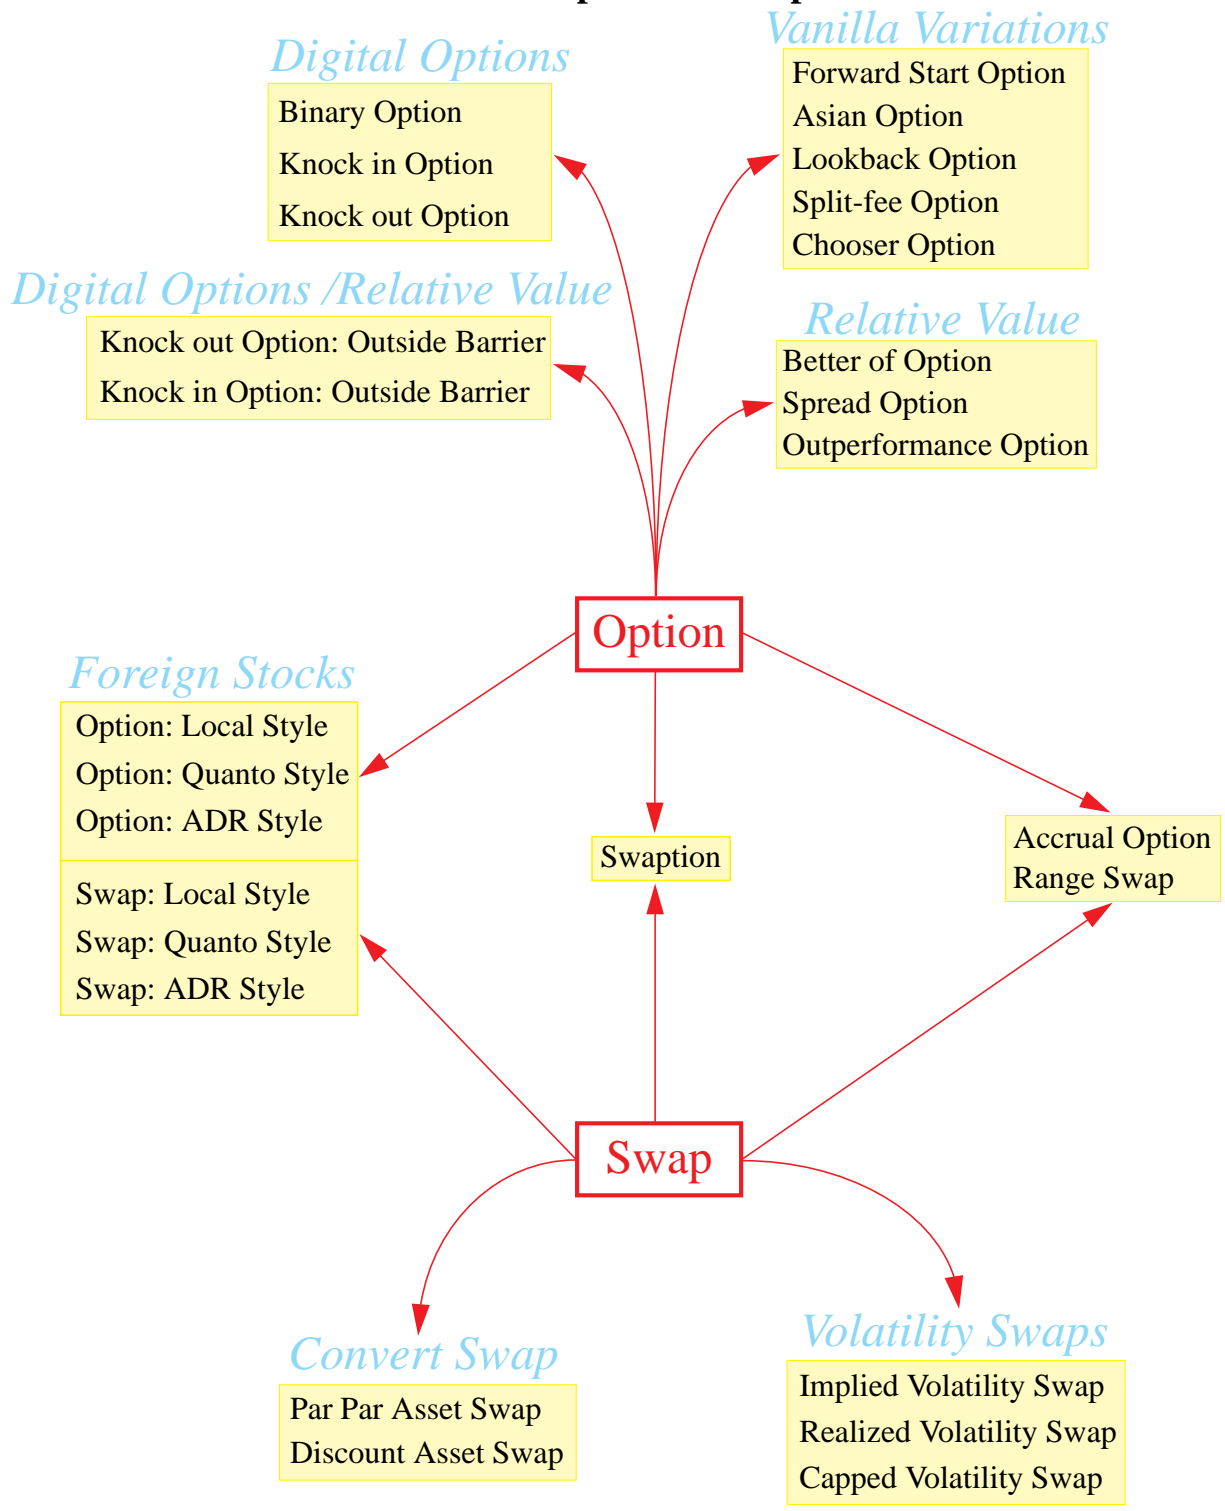 Vanilla Variations
Digital Options
Forward Start Option
Asian Option
Lookback Option
Split-fee Option
Chooser Option
Binary Option
Knock in Option
Knock out Option
Digital Options /Relative Value
Knock out Option: Outside Barrier
Knock in Option: Outside Barrier
Relative Value
Better of Option
Spread Option
Outperformance Option
Option
Foreign Stocks
Option: Local Style
Option: Quanto Style
Option: ADR Style
Swap: Local Style
Swap: Quanto Style
Swap: ADR Style
Swaption
Accrual Option
Range Swap
Swap
Convert Swap
Par Par Asset Swap
Discount Asset Swap
Volatility Swaps
Implied Volatility Swap
Realized Volatility Swap
Capped Volatility Swap